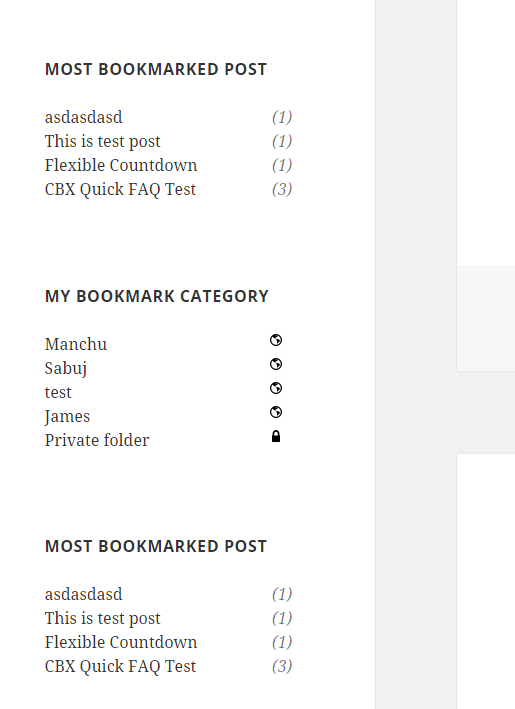 MOST BOOKMARKED POST
asdasdasd (1)
This is test post (1)
Flexible Countdown (1)
CBX Quick FAQ Test (3)
MY BOOKMARK CATEGORY
Manchu
Sabuj
test
James
Private folder
MOST BOOKMARKED POST
asdasdasd (1)
This is test post (1)
Flexible Countdown (1)
CBX Quick FAQ Test (3)